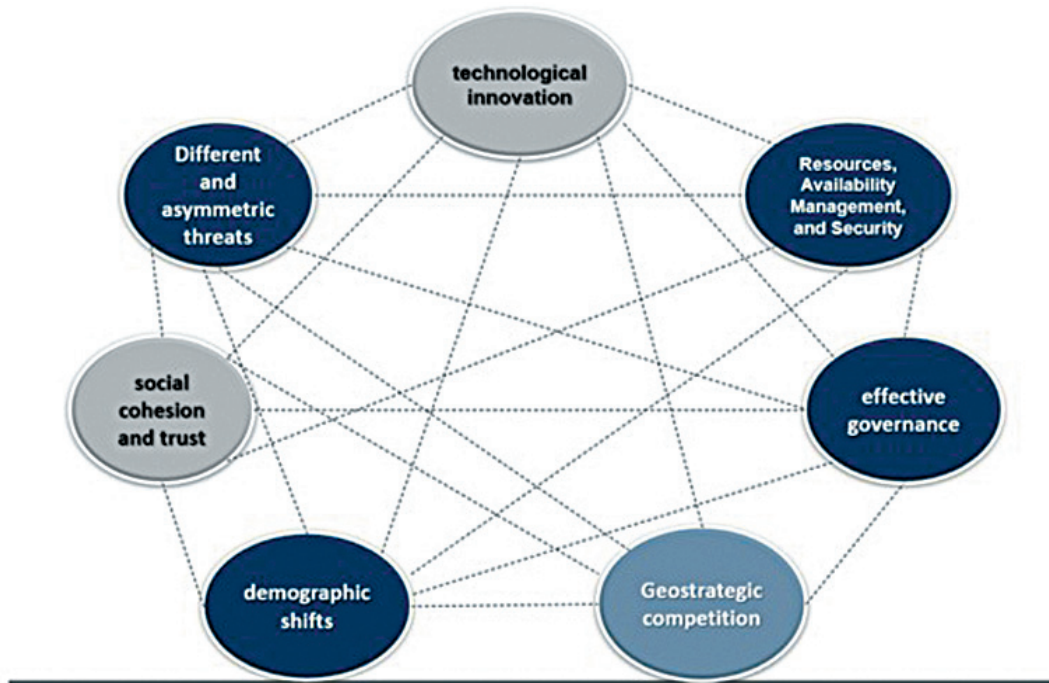 technological
innovation
Different
and
asymmetric
threats
Resources,
Availability
Management,
and Security
social
cohesion
and trust
effective
governance
demographic
shifts
Geostrategic
competition